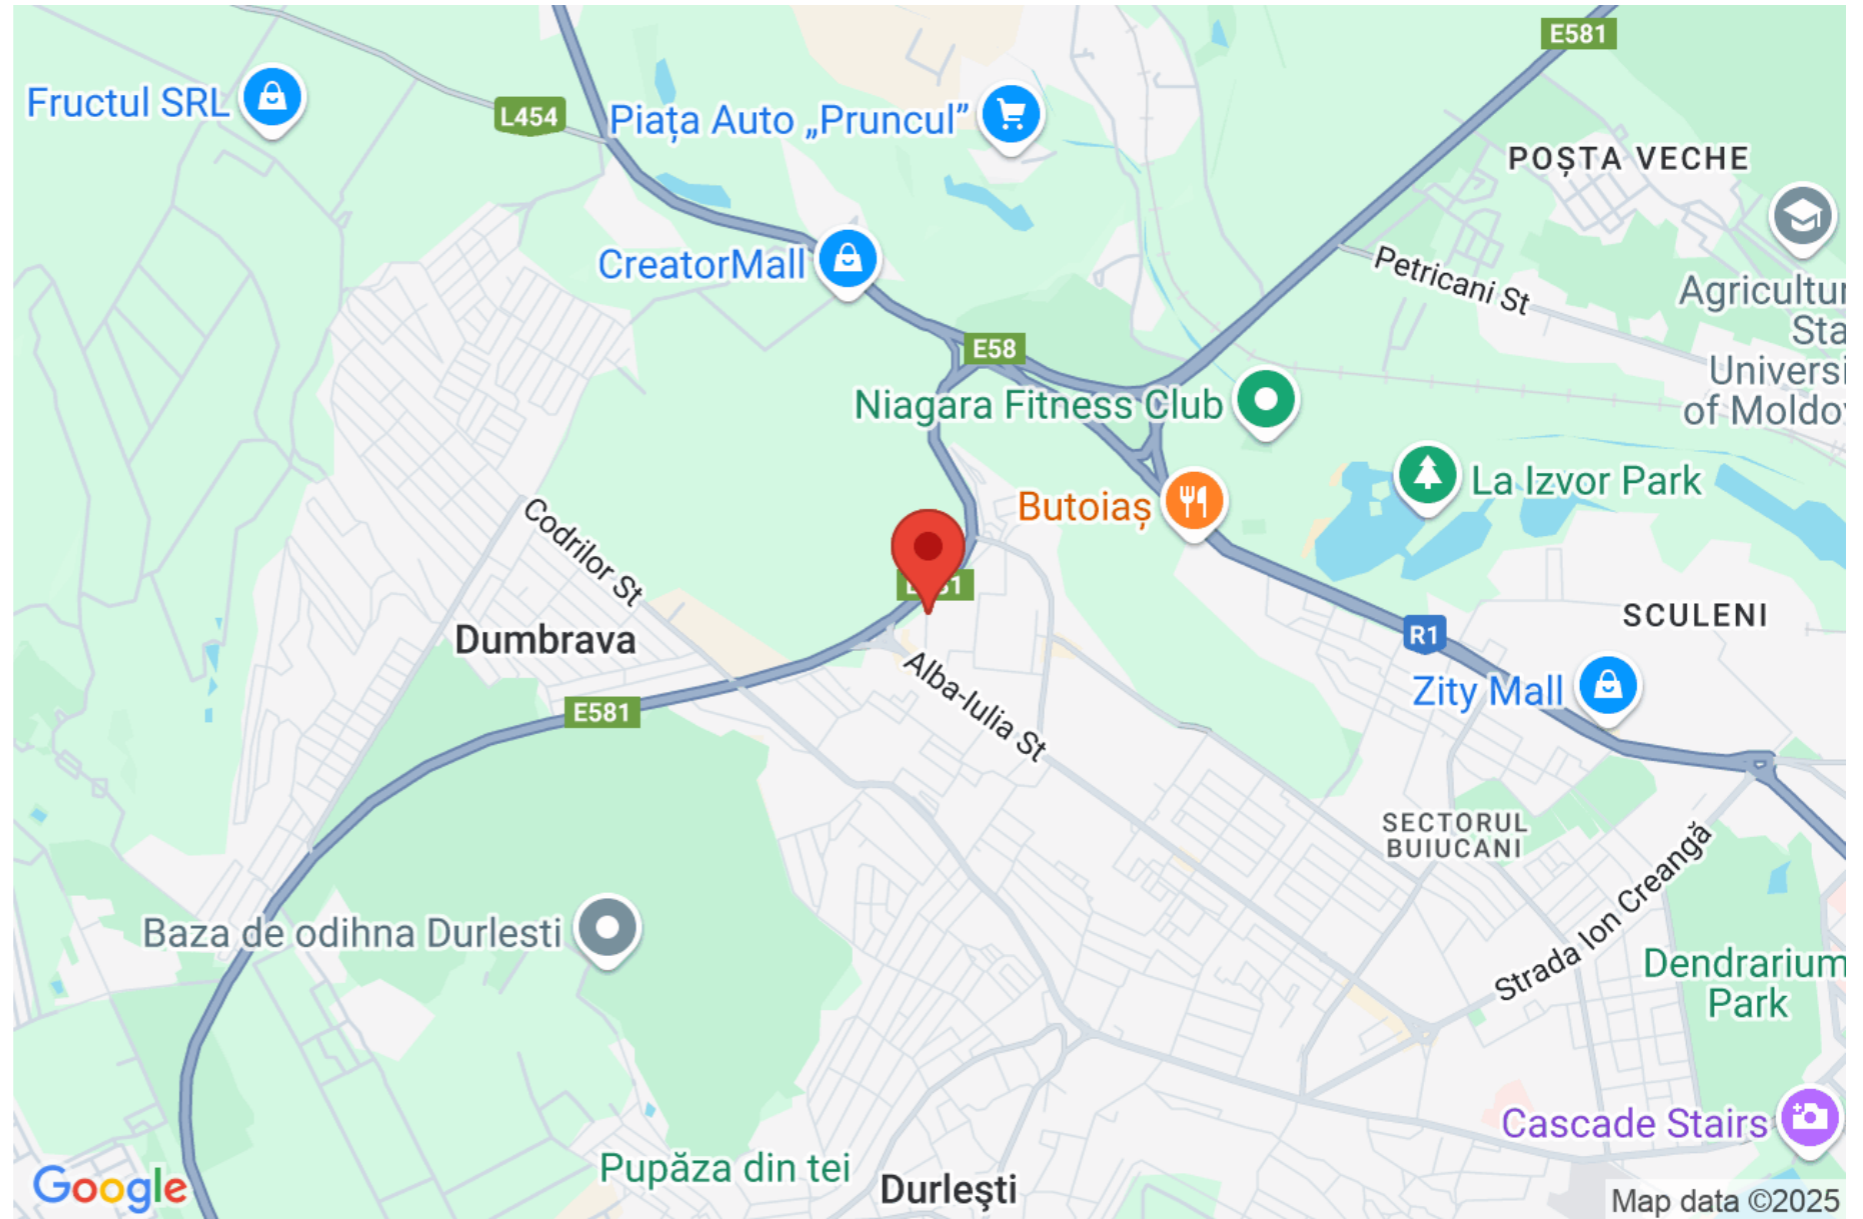 E581
Fructul SRL
L454
Piața Auto „Pruncul”
POȘTA VECHE
CreatorMall
Petricani St
Agricultur
Sta
Universi
of Moldo
E58
Niagara Fitness Club
La Izvor Park
Butoiaș
Codrilor St
SCULENI
Dumbrava
R1
Alba-Iulia St
Zity Mall
E581
SECTORUL
BUIUCANI
Strada Ion Creangă
Baza de odihna Durlesti
Dendrarium
Park
Cascade Stairs
Pupăza din tei
Durleşti
Google
Map data ©2025